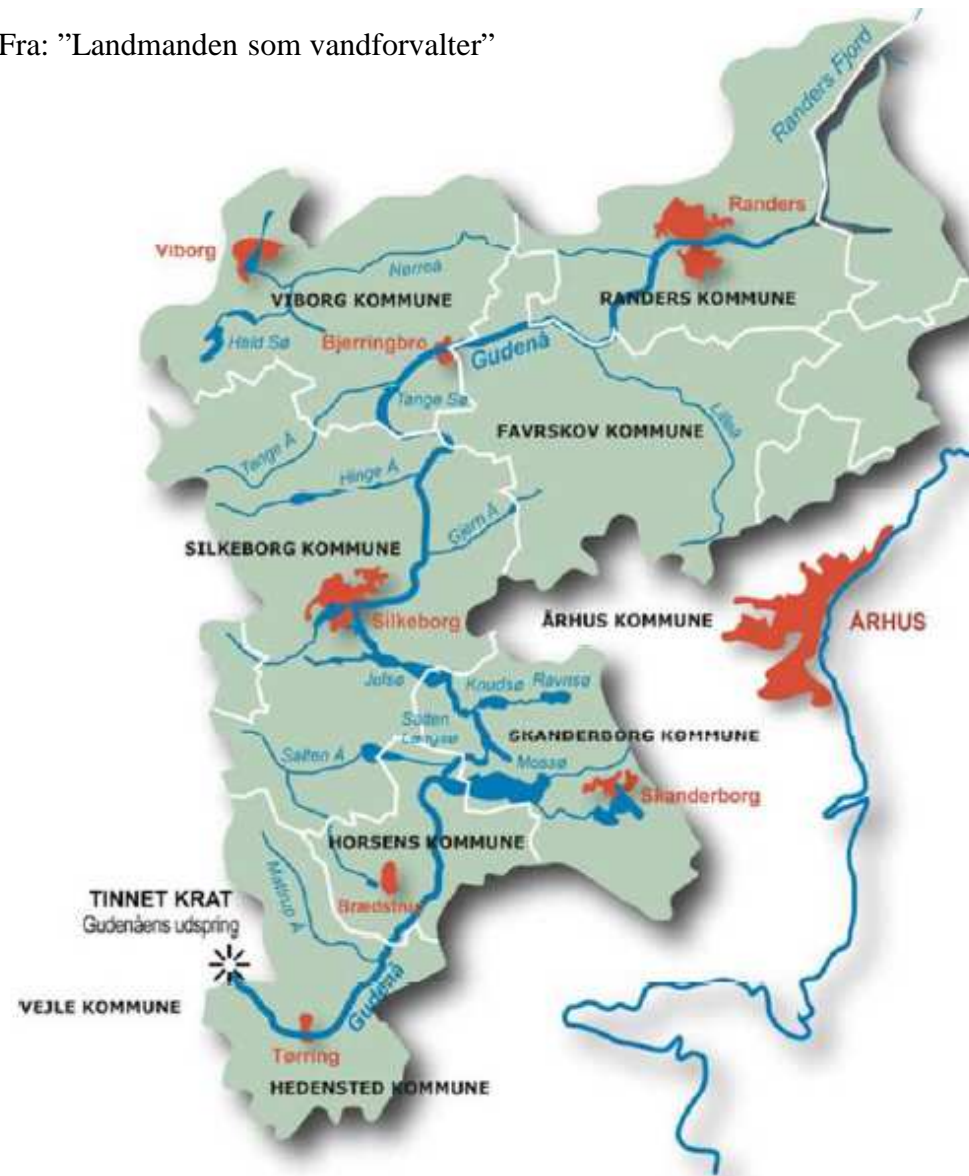 Fra: ”Landmanden som vandforvalter”
Randers Fjord
Randers
Viborg
Nørreå
VIBORG KOMMUNE
RANDERS KOMMUNE
Hald Sø
Bjerringbro
Gudenå
Tange Sø
Lilleå
FAVRSKOV KOMMUNE
Tange Å
Hinge Å
Gjern Å
SILKEBORG KOMMUNE
Silkeborg
ÅRHUS KOMMUNE
ÅRHUS
Julsø
Knudsø
Ravnsø
Salten
Langsø
SKANDERBORG KOMMUNE
Salten Å
Mossø
Skanderborg
HORSENS KOMMUNE
Mattrup Å
TINNET KRAT
Gudenåens udspring
Brædstrup
Gudenå
VEJLE KOMMUNE
Tørring
HEDENSTED KOMMUNE